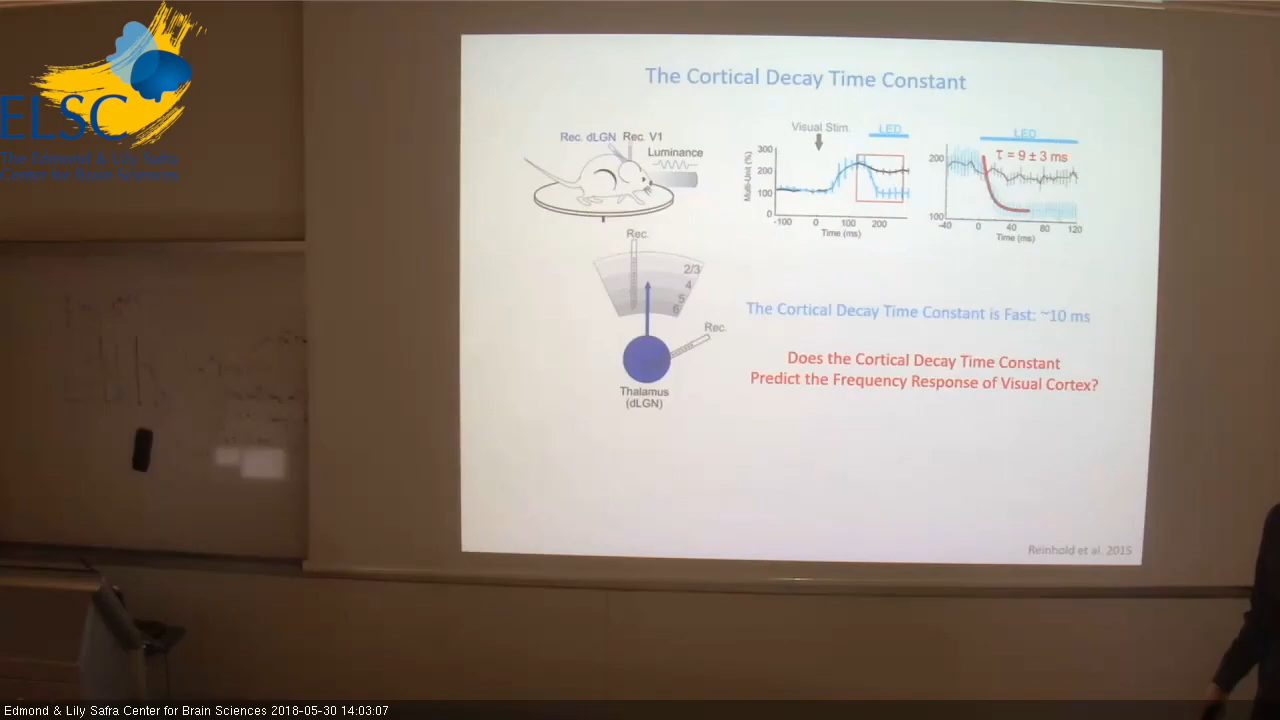 ELSC
The Edmond & Lily Safra
Center for Brain Sciences
The Cortical Decay Time Constant
Rec. dLGN Rec. V1
Luminance
Rec.
2/3
4
5
6
Rec.
Thalamus
(dLGN)
Visual Stim.
LED
Multi-Unit (%)
300
200
100
0
-100 0 100 200
Time (ms)
LED
τ = 9 ± 3 ms
200
100
-40 0 40 80 120
Time (ms)
The Cortical Decay Time Constant is Fast: ~10 ms
Does the Cortical Decay Time Constant
Predict the Frequency Response of Visual Cortex?
Reinhold et al. 2015
Edmond & Lily Safra Center for Brain Sciences 2018-05-30 14:03:07